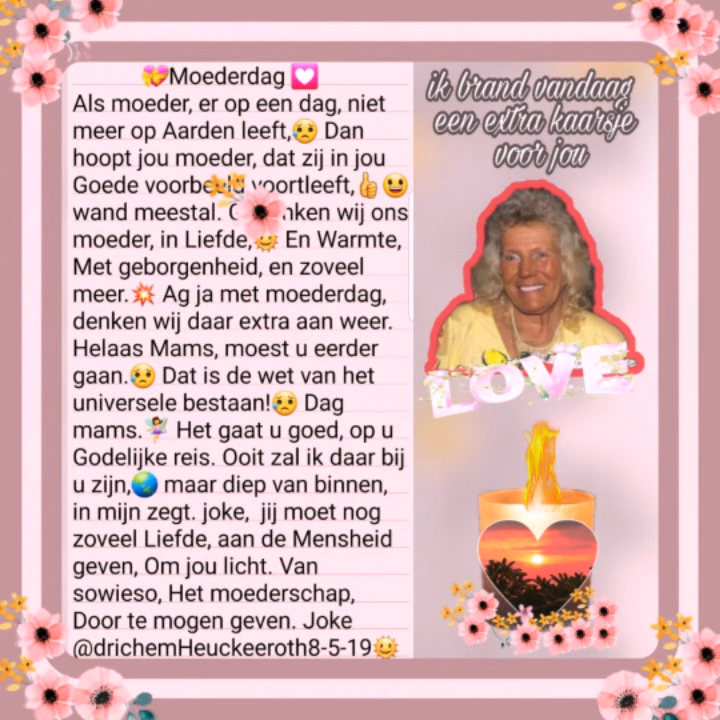 💝Moederdag 💟
Als moeder, er op een dag, niet
meer op Aarden leeft,😢 Dan
hoopt jou moeder, dat zij in jou
Goede voorbeeld voortleeft,👍😀
wand meestal. wij ons
moeder, in Liefde,🌞 En Warmte,
Met geborgenheid, en zoveel
meer.💥 Ag ja met moederdag,
denken wij daar extra aan weer.
Helaas Mams, moest u eerder
gaan.😢 Dat is de wet van het
universele bestaan!😢 Dag
mams.🧚 Het gaat u goed, op u
Godelijke reis. Ooit zal ik daar bij
u zijn,🌏 maar diep van binnen,
in mijn zegt. joke, jij moet nog
zoveel Liefde, aan de Mensheid
geven, Om jou licht. Van
sowieso, Het moederschap,
Door te mogen geven. Joke
@drichemHeuckeeroth8-5-19🌞
ik brand vandaag
een extra kaarsje
voor jou
LOVE